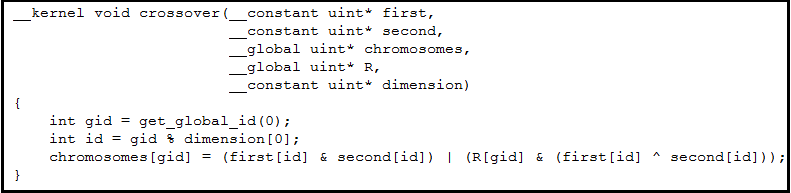 __kernel void crossover(__constant uint* first,
                        __constant uint* second,
                        __global uint* chromosomes,
                        __global uint* R,
                        __constant uint* dimension)
{
    int gid = get_global_id(0);
    int id = gid % dimension[0];
    chromosomes[gid] = (first[id] & second[id]) | (R[gid] & (first[id] ^ second[id]));
}